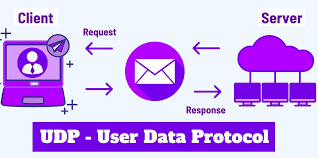 Client
Server
Request
Response
UDP - User Data Protocol